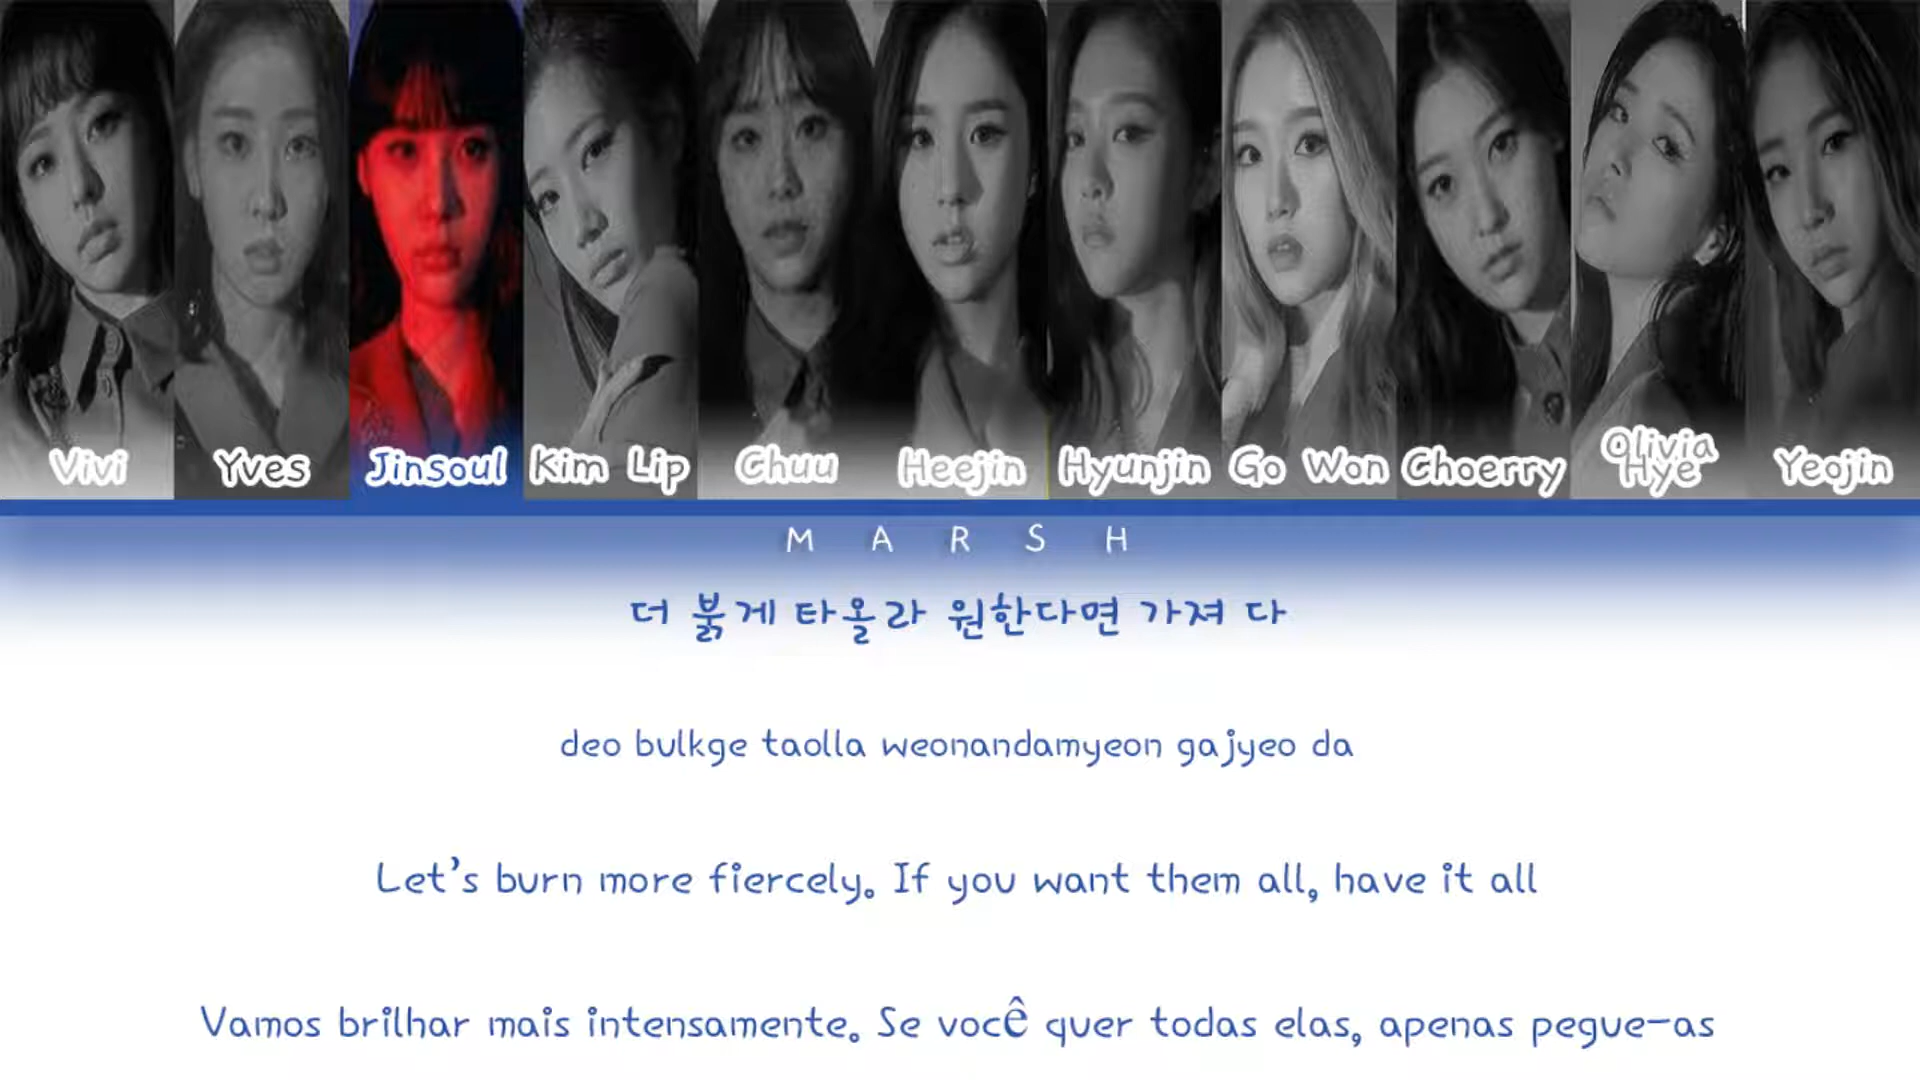 Vivi Yves Jinsoul Kim Lip Chuu Heejin Hyunjin Go Won Choerry Olivia Hye Yeojin
M A R S H
더 붉게 타올라 원한다면 가져 다
deo bulkge taolla weonandamyeon gajyeo da
Let's burn more fiercely. If you want them all, have it all
Vamos brilhar mais intensamente. Se você quer todas elas, apenas pegue-as